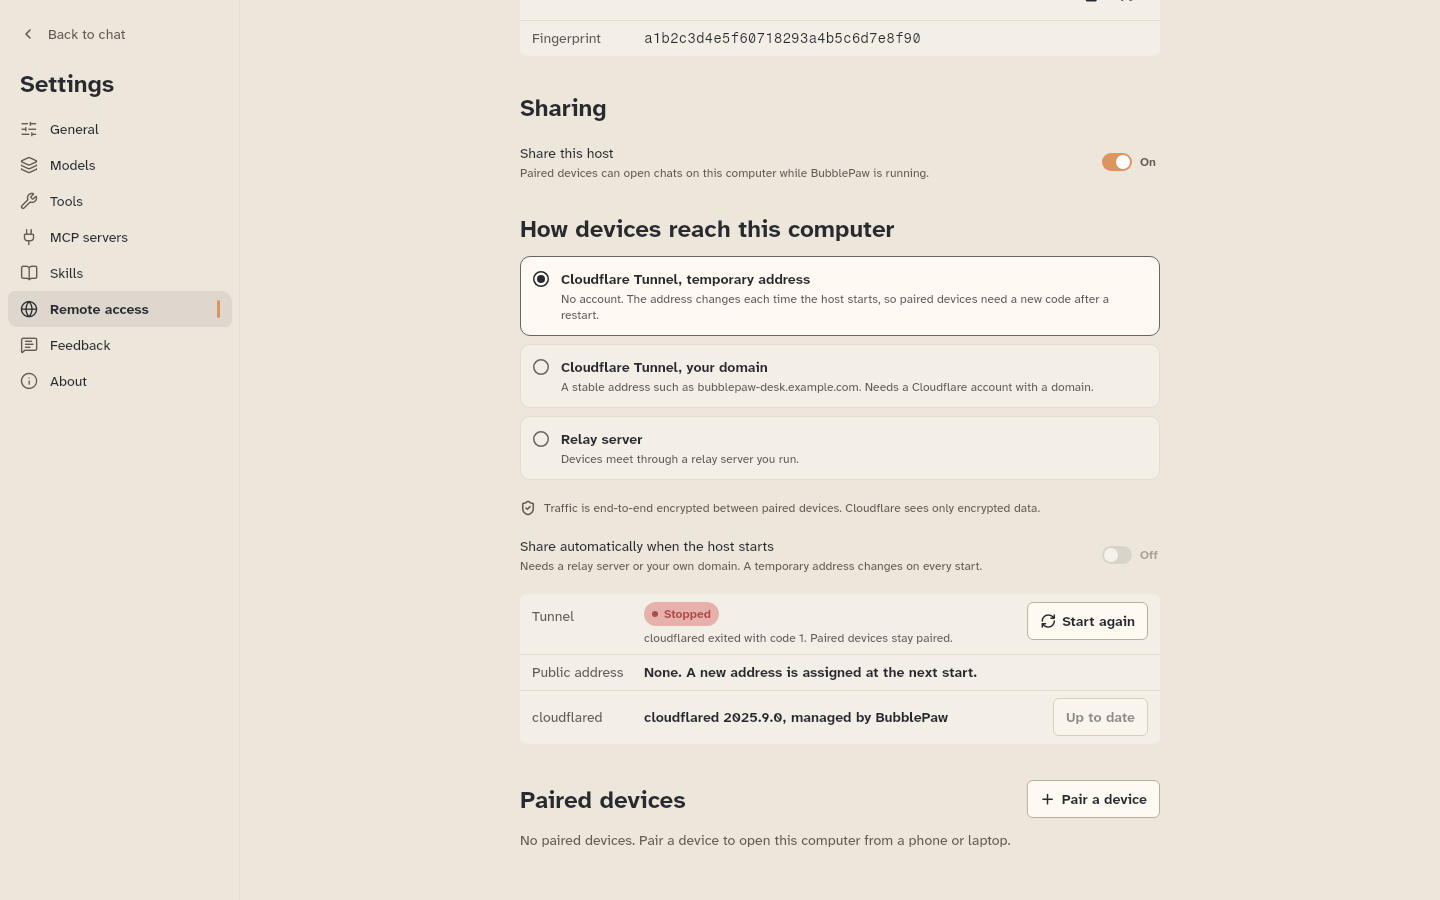 Back to chat
Settings
General
Models
Tools
MCP servers
Skills
Remote access
Feedback
About
Fingerprint a1b2c3d4e5f60718293a4b5c6d7e8f90
Sharing
Share this host
Paired devices can open chats on this computer while BubblePaw is running.
On
How devices reach this computer
Cloudflare Tunnel, temporary address
No account. The address changes each time the host starts, so paired devices need a new code after a
restart.
Cloudflare Tunnel, your domain
A stable address such as bubblepaw-desk.example.com. Needs a Cloudflare account with a domain.
Relay server
Devices meet through a relay server you run.
Traffic is end-to-end encrypted between paired devices. Cloudflare sees only encrypted data.
Share automatically when the host starts
Needs a relay server or your own domain. A temporary address changes on every start.
Off
Tunnel Stopped
cloudflared exited with code 1. Paired devices stay paired.
Start again
Public address None. A new address is assigned at the next start.
cloudflared cloudflared 2025.9.0, managed by BubblePaw Up to date
Paired devices Pair a device
No paired devices. Pair a device to open this computer from a phone or laptop.